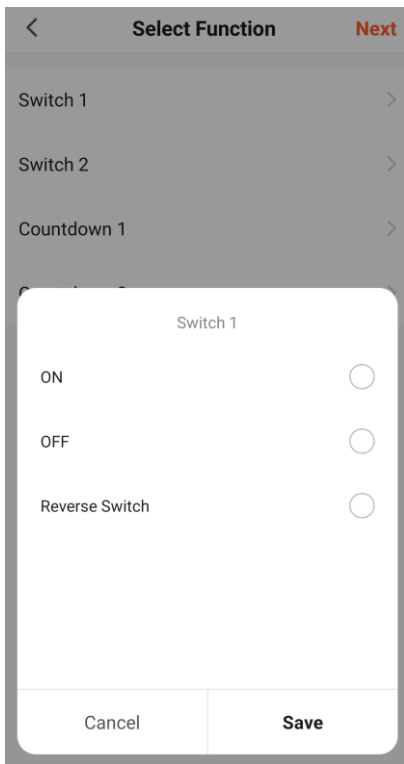 Select Function
Next
Switch 1
Switch 2
Countdown 1
Switch 1
ON
OFF
Reverse Switch
Cancel
Save